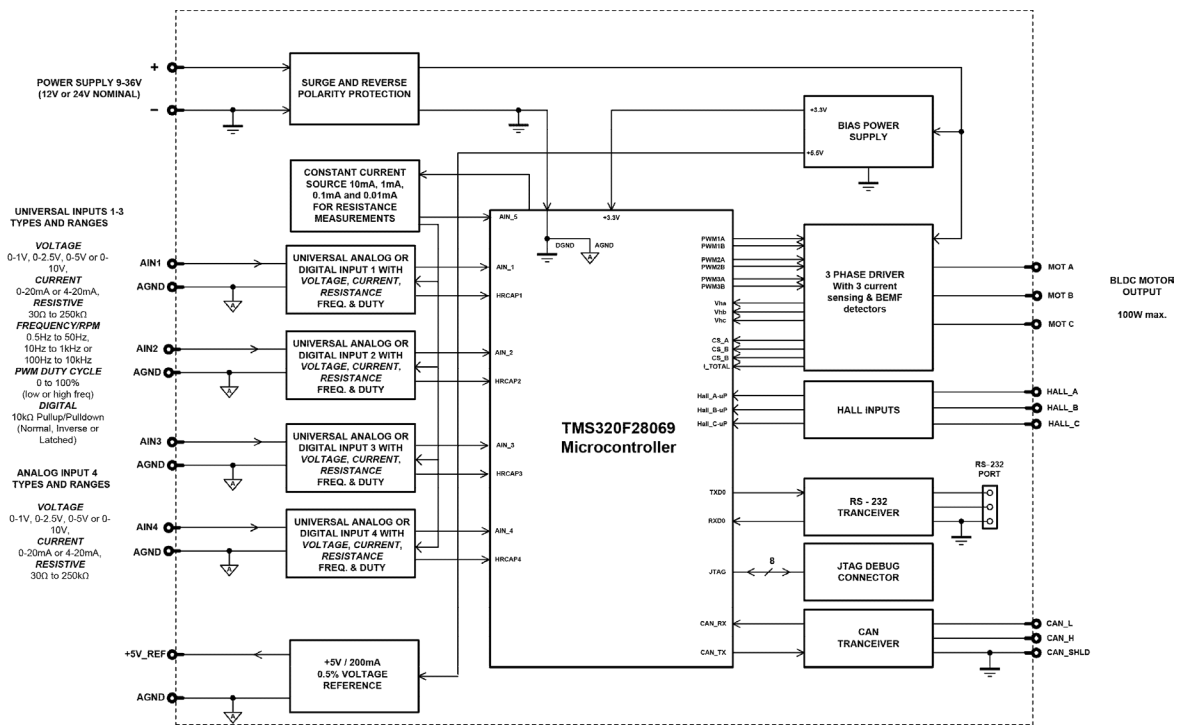 +
POWER SUPPLY 9-36V
(12V or 24V NOMINAL)
−
SURGE AND REVERSE
POLARITY PROTECTION
+3.3V
BIAS POWER
SUPPLY
+5.5V
CONSTANT CURRENT
SOURCE 10mA, 1mA,
0.1mA and 0.01mA
FOR RESISTANCE
MEASUREMENTS
UNIVERSAL INPUTS 1-3
TYPES AND RANGES
VOLTAGE
0-1V, 0-2.5V, 0-5V or 0-
10V,
CURRENT
0-20mA or 4-20mA,
RESISTIVE
30Ω to 250kΩ
FREQUENCY/RPM
0.5Hz to 50Hz,
10Hz to 1kHz or
100Hz to 10kHz
PWM DUTY CYCLE
0 to 100%
(low or high freq)
DIGITAL
10kΩ Pullup/Pulldown
(Normal, Inverse or
Latched)
ANALOG INPUT 4
TYPES AND RANGES
VOLTAGE
0-1V, 0-2.5V, 0-5V or 0-
10V,
CURRENT
0-20mA or 4-20mA,
RESISTIVE
30Ω to 250kΩ
AIN1
AGND
A
UNIVERSAL ANALOG OR
DIGITAL INPUT 1 WITH
VOLTAGE, CURRENT,
RESISTANCE
FREQ. & DUTY
AIN2
AGND
A
UNIVERSAL ANALOG OR
DIGITAL INPUT 2 WITH
VOLTAGE, CURRENT,
RESISTANCE
FREQ. & DUTY
AIN3
AGND
A
UNIVERSAL ANALOG OR
DIGITAL INPUT 3 WITH
VOLTAGE, CURRENT,
RESISTANCE
FREQ. & DUTY
AIN4
AGND
A
UNIVERSAL ANALOG OR
DIGITAL INPUT 4 WITH
VOLTAGE, CURRENT,
RESISTANCE
FREQ. & DUTY
+5V_REF
AGND
A
+5V / 200mA
0.5% VOLTAGE
REFERENCE
AIN_5
+3.3V
DGND
AGND
A
AIN_1
HRCAP1
AIN_2
HRCAP2
AIN_3
HRCAP3
AIN_4
HRCAP4
TMS320F28069
Microcontroller
PWM1A
PWM1B
PWM2A
PWM2B
PWM3A
PWM3B
Vha
Vhb
Vhc
CS_A
CS_B
CS_B
I_TOTAL
Hall_A-uP
Hall_B-uP
Hall_C-uP
TXD0
RXD0
JTAG
8
CAN_RX
CAN_TX
3 PHASE DRIVER
With 3 current
sensing & BEMF
detectors
MOT A
MOT B
MOT C
BLDC MOTOR
OUTPUT
100W max.
HALL INPUTS
HALL_A
HALL_B
HALL_C
RS - 232
TRANCEIVER
RS-232
PORT
JTAG DEBUG
CONNECTOR
CAN
TRANCEIVER
CAN_L
CAN_H
CAN_SHLD